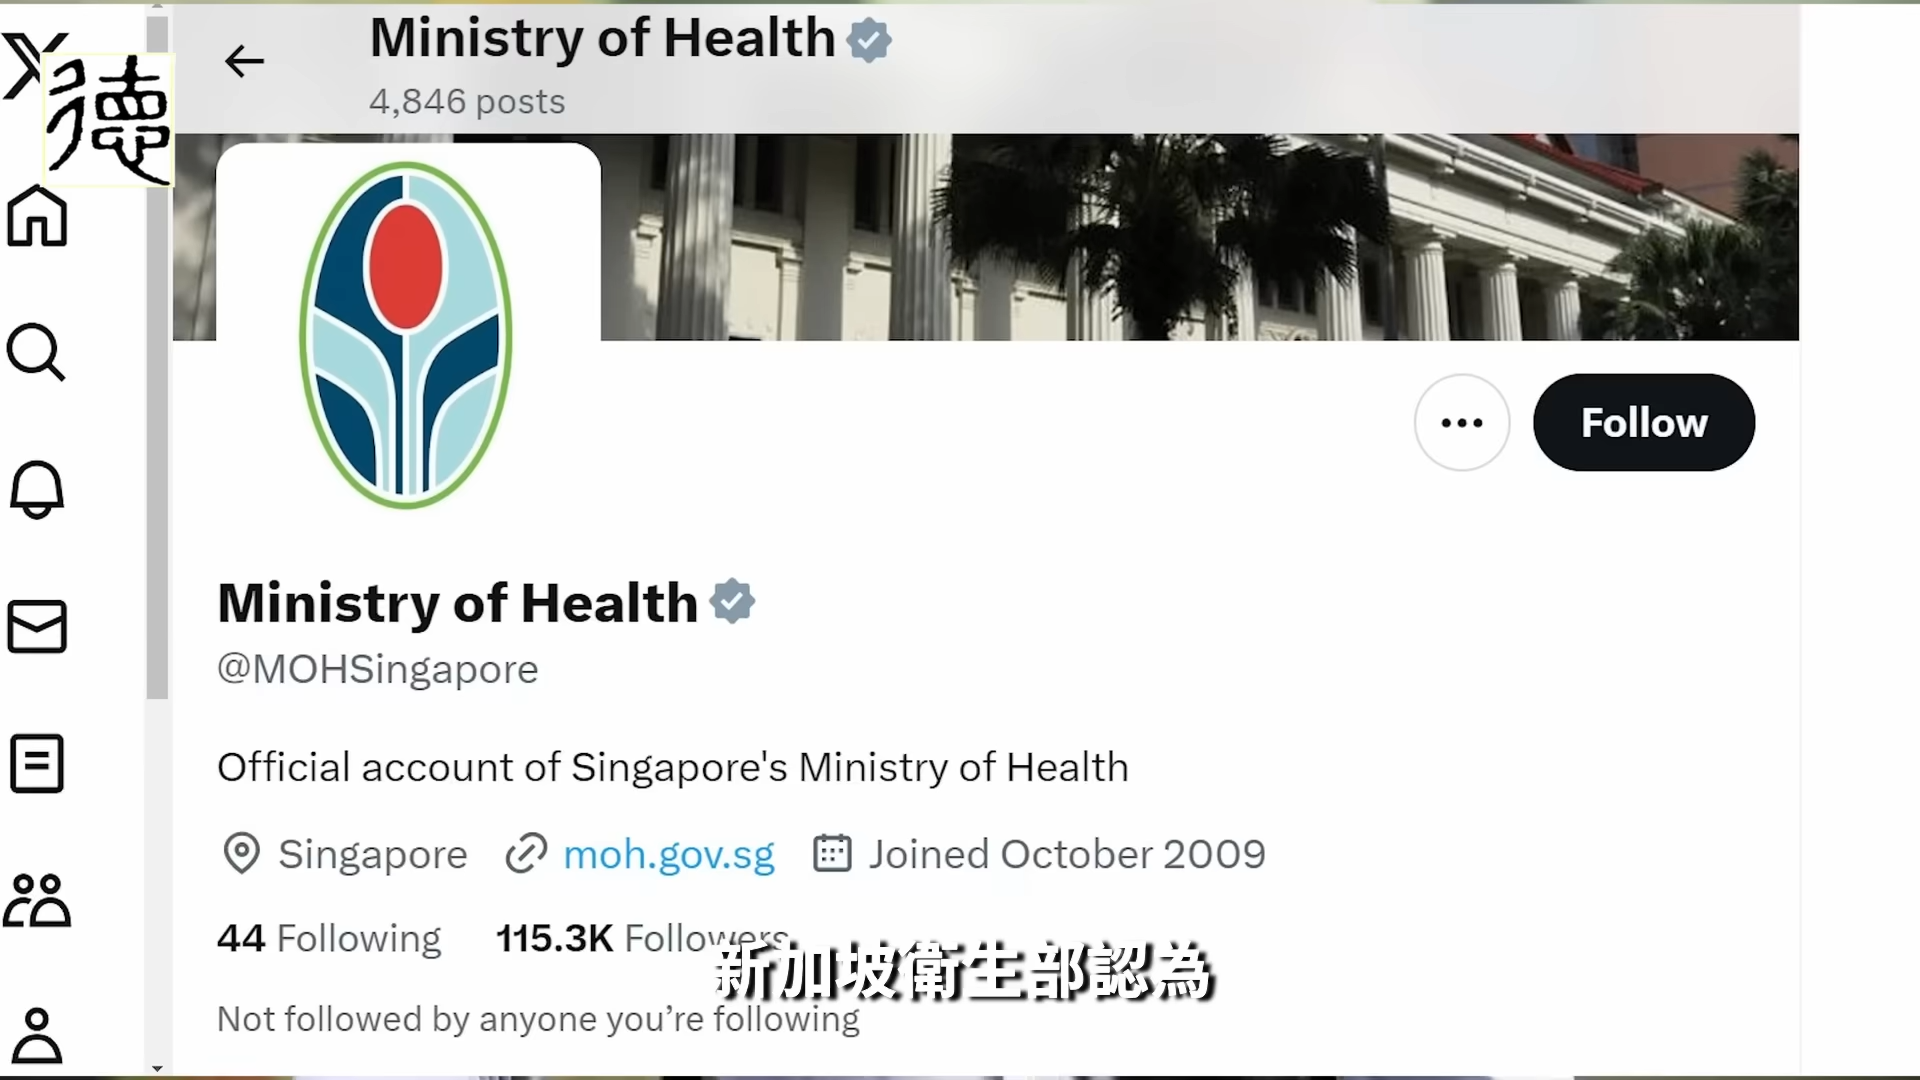 Ministry of Health
4,846 posts
德
Follow
Ministry of Health
@MOHSingapore
Official account of Singapore's Ministry of Health
Singapore moh.gov.sg Joined October 2009
44 Following 115.3K Followers
新加坡衛生部認為
Not followed by anyone you’re following